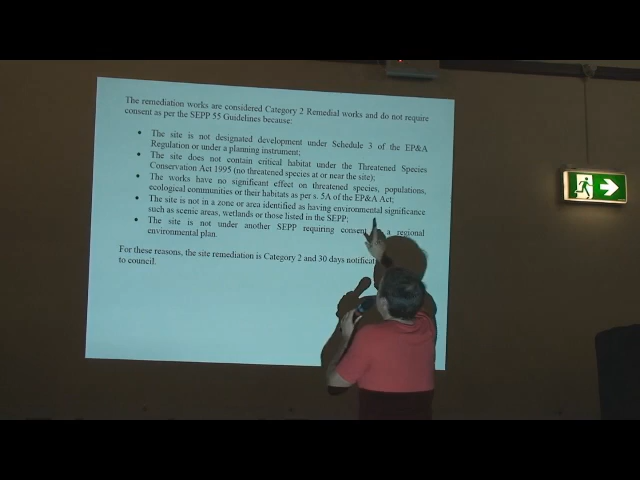 The remediation works are considered Category 2 Remedial works and do not require
consent as per the SEPP 55 Guidelines because:
• The site is not designated development under Schedule 3 of the EP&A
Regulation or under a planning instrument;
• The site does not contain critical habitat under the Threatened Species
Conservation Act 1995 (no threatened species at or near the site);
• The works have no significant effect on threatened species, populations,
ecological communities or their habitats as per s. 5A of the EP&A Act;
• The site is not in a zone or area identified as having environmental significance
such as scenic areas, wetlands or those listed in the SEPP;
• The site is not under another SEPP requiring consent a regional
environmental plan.
For these reasons, the site remediation is Category 2 and 30 days
to council.